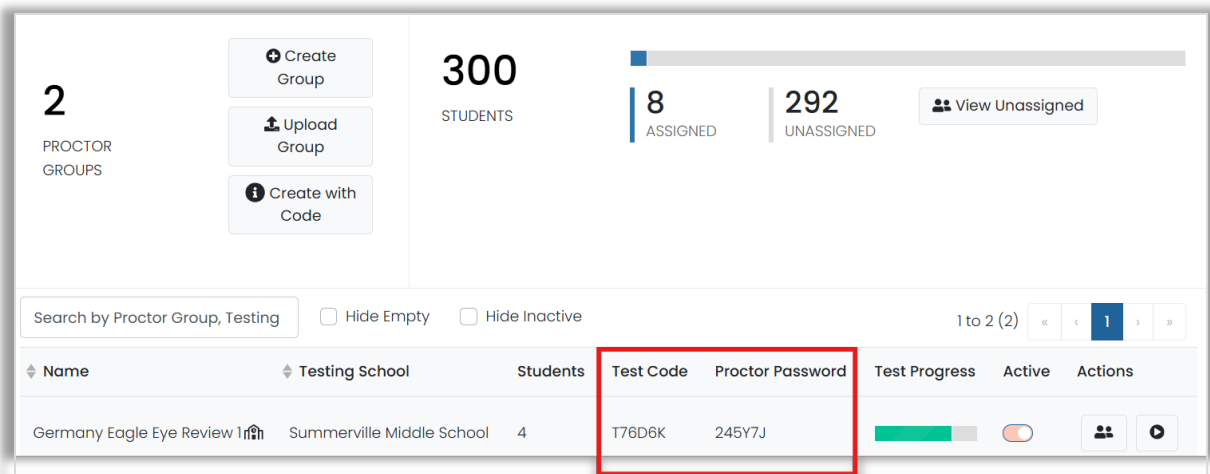 2
PROCTOR
GROUPS
Create
Group
Upload
Group
Create with
Code
300
STUDENTS
8
ASSIGNED
292
UNASSIGNED
View Unassigned
Search by Proctor Group, Testing
Hide Empty
Hide Inactive
1 to 2 (2) « ‹ 1 › »
Name Testing School Students Test Code Proctor Password Test Progress Active Actions
Germany Eagle Eye Review 1 Summerville Middle School 4 T76D6K 245Y7J